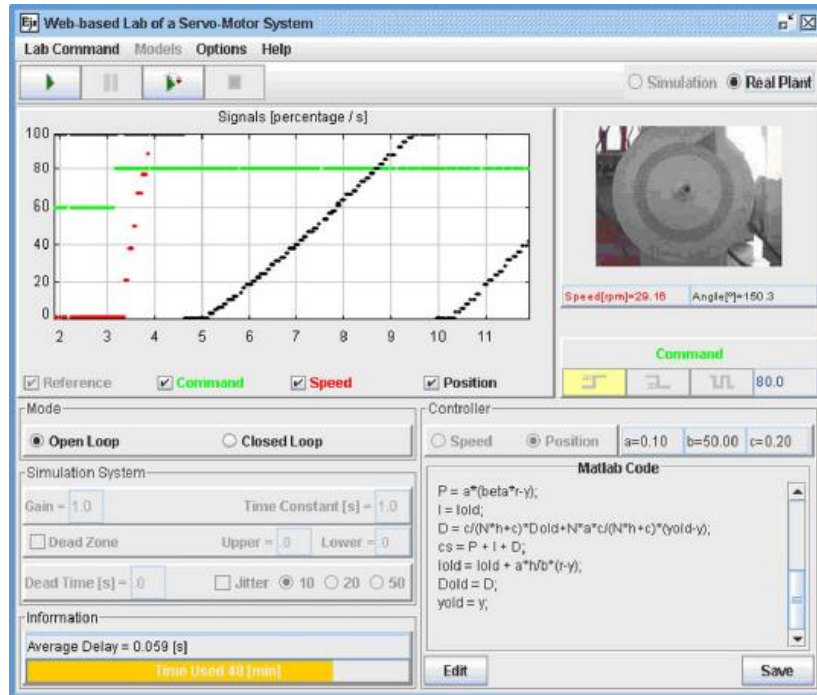 Ejs Web-based Lab of a Servo-Motor System
Lab Command Models Options Help
Simulation Real Plant
Signals [percentage / s]
100
80
60
40
20
0
2 3 4 5 6 7 8 9 10 11
Reference Command Speed Position
Speed[rpm]=29.16 Angle[º]=150.3
Command
80.0
Mode
Open Loop Closed Loop
Simulation System
Gain = 1.0 Time Constant [s] = 1.0
Dead Zone Upper = .0 Lower = .0
Dead Time [s] = .0 Jitter 10 20 50
Information
Average Delay = 0.059 [s]
Time Used 48 [min]
Controller
Speed Position a=0.10 b=50.00 c=0.20
Matlab Code
P = a*(beta*r-y);
I = Iold;
D = c/(N*h+c)*Dold+N*a*c/(N*h+c)*(yold-y);
cs = P + I + D;
Iold = Iold + a*h/b*(r-y);
Dold = D;
yold = y;
Edit Save